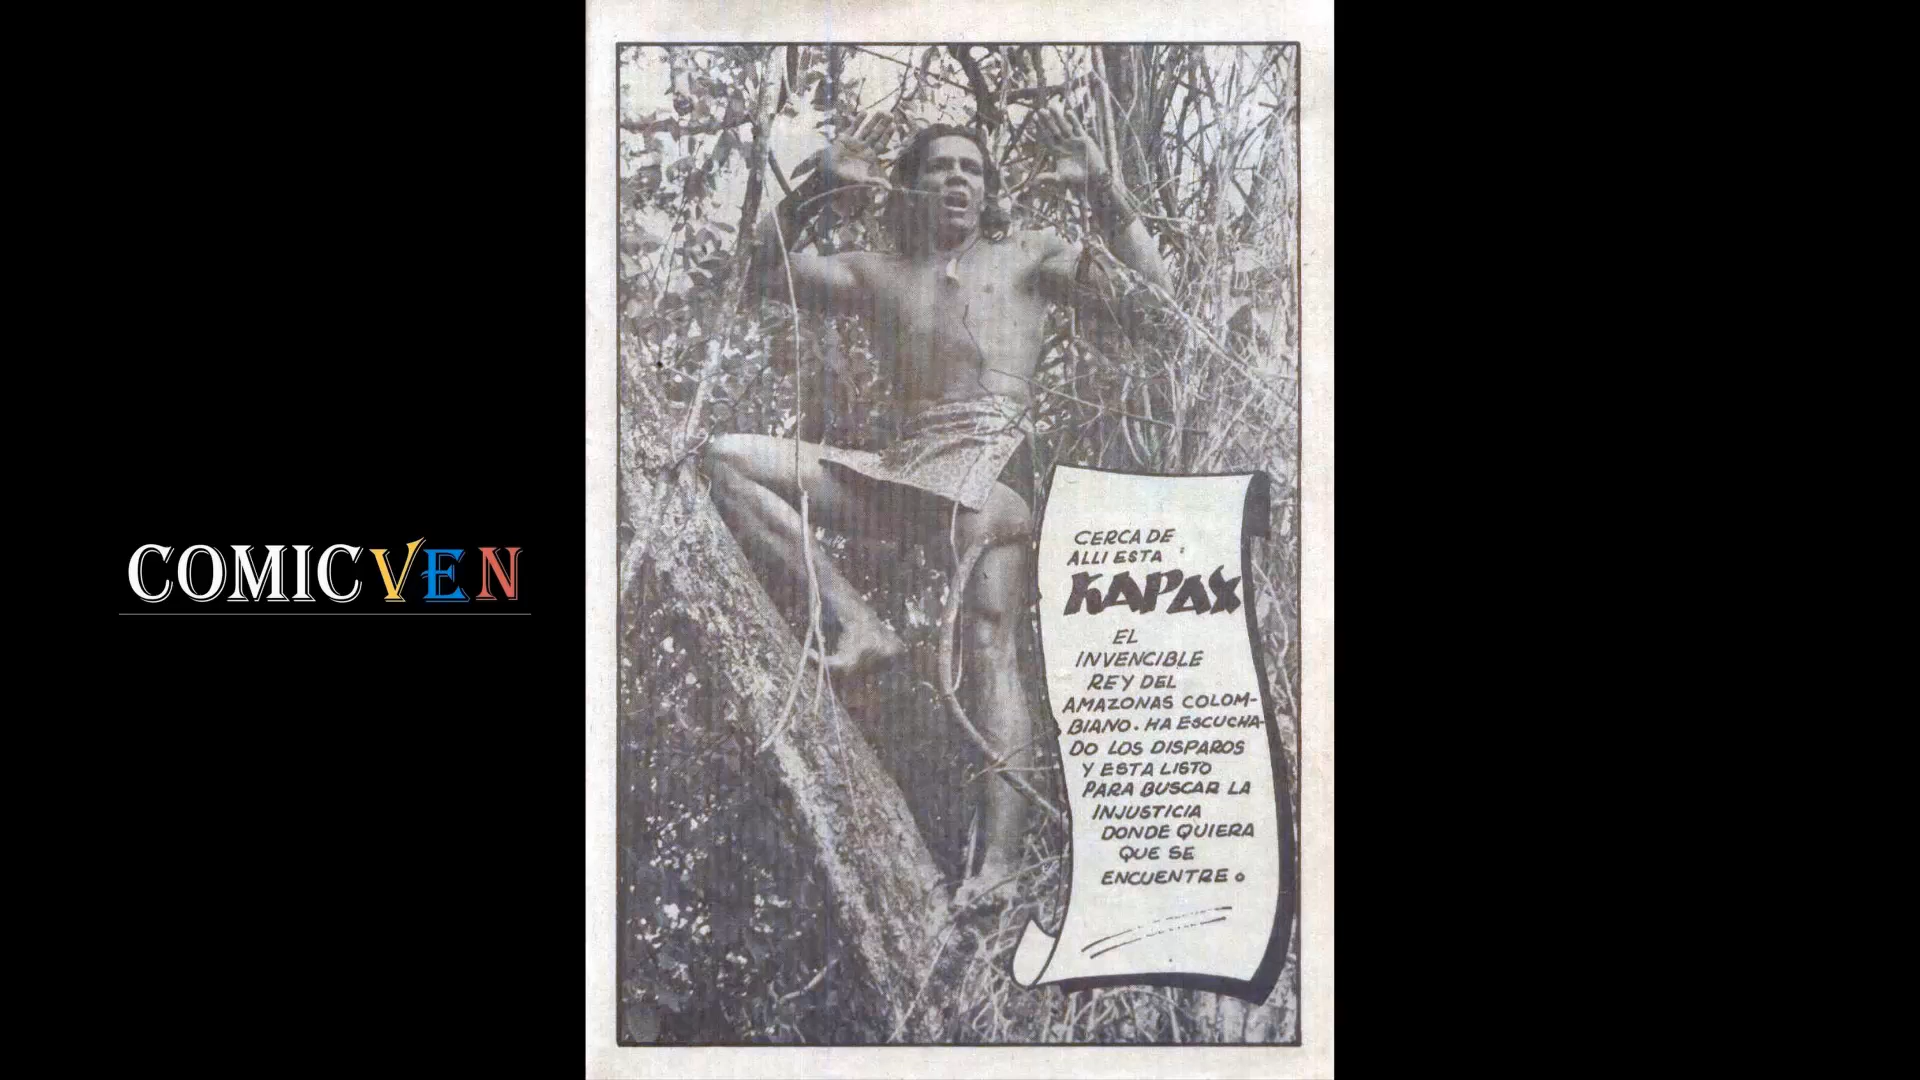 COMICVEN
CERCA DE
ALLI ESTA :
KAPAX
EL
INVENCIBLE
REY DEL
AMAZONAS COLOM-
BIANO. HA ESCUCHA-
DO LOS DISPAROS
Y ESTA LISTO
PARA BUSCAR LA
INJUSTICIA
DONDE QUIERA
QUE SE
ENCUENTRE.